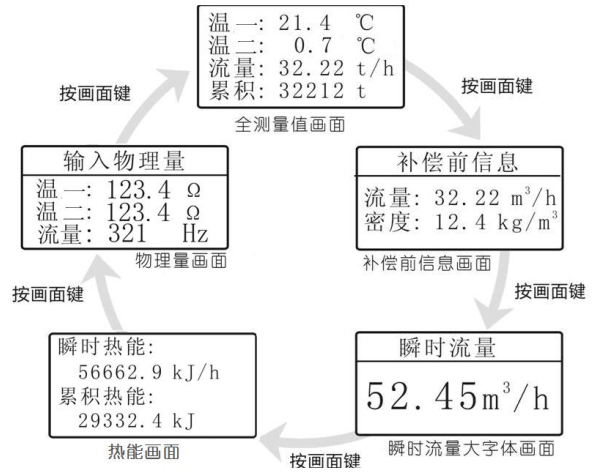 温一: 21.4 ℃
温二: 0.7 ℃
流量: 32.22 t/h
累积: 32212 t
全测量值画面
按画面键
补偿前信息
流量: 32.22 m³/h
密度: 12.4 kg/m³
补偿前信息画面
按画面键
瞬时流量
52.45m³/h
瞬时流量大字体画面
按画面键
瞬时热能:
56662.9 kJ/h
累积热能:
29332.4 kJ
热能画面
按画面键
输入物理量
温一: 123.4 Ω
温二: 123.4 Ω
流量: 321 Hz
物理量画面
按画面键